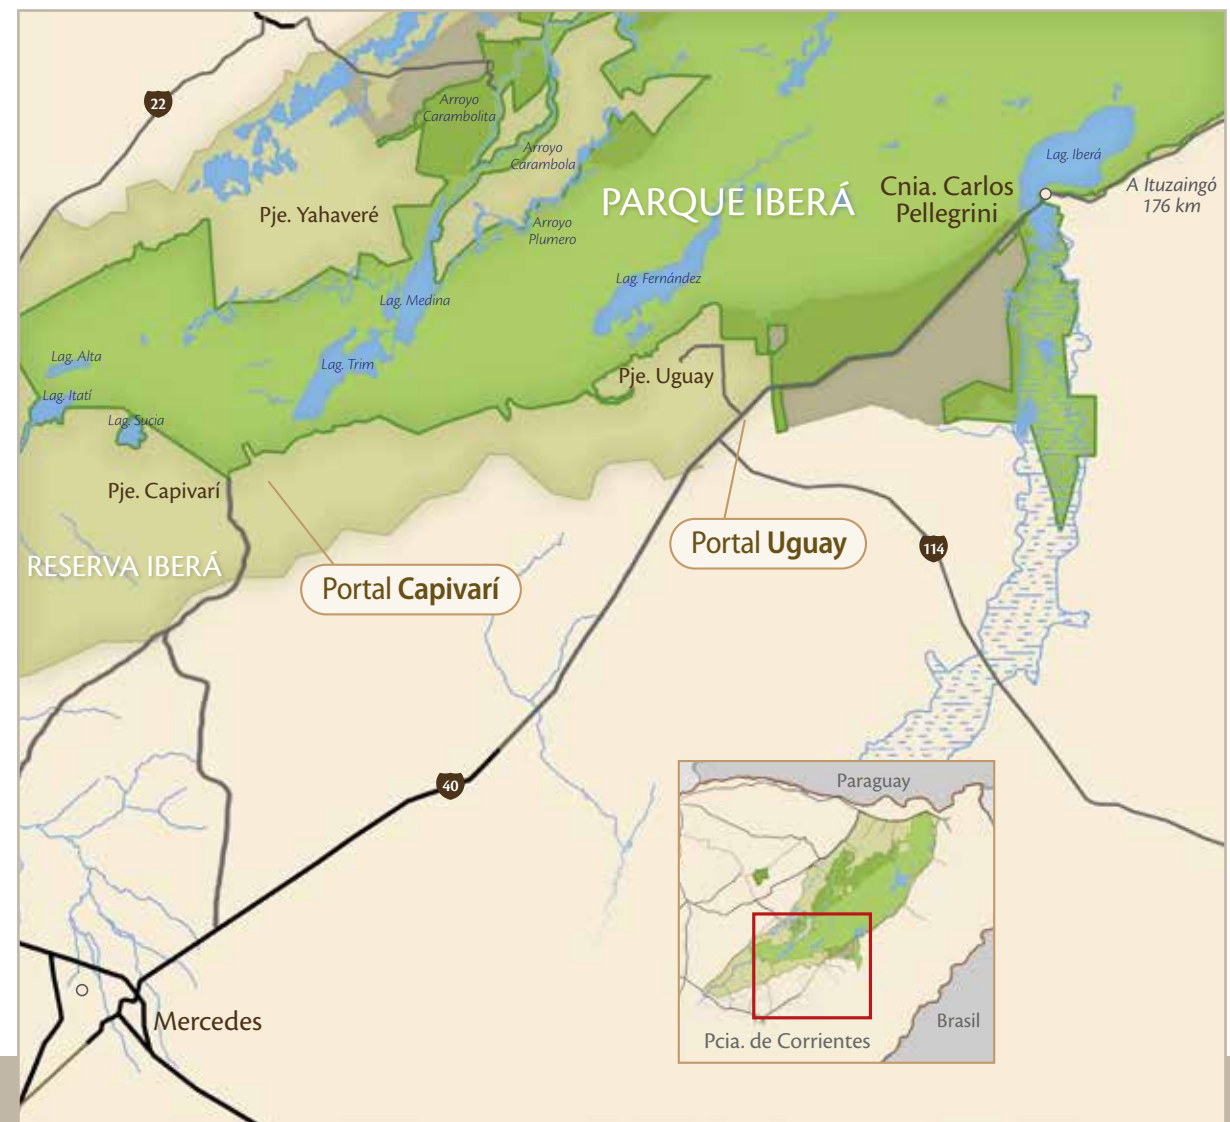 22
Arroyo
Carambolita
Arroyo
Carambola
Lag. Iberá
Pje. Yahaveré
PARQUE IBERÁ
Cnia. Carlos
Pellegrini
A Ituzaingó
176 km
Arroyo
Plumero
Lag. Fernández
Lag. Medina
Lag. Alta
Lag. Trim
Pje. Uguay
Lag. Itatí
Lag. Sucia
Pje. Capivarí
RESERVA IBERÁ
Portal Uguay
114
Portal Capivarí
40
Paraguay
Mercedes
Brasil
Pcia. de Corrientes